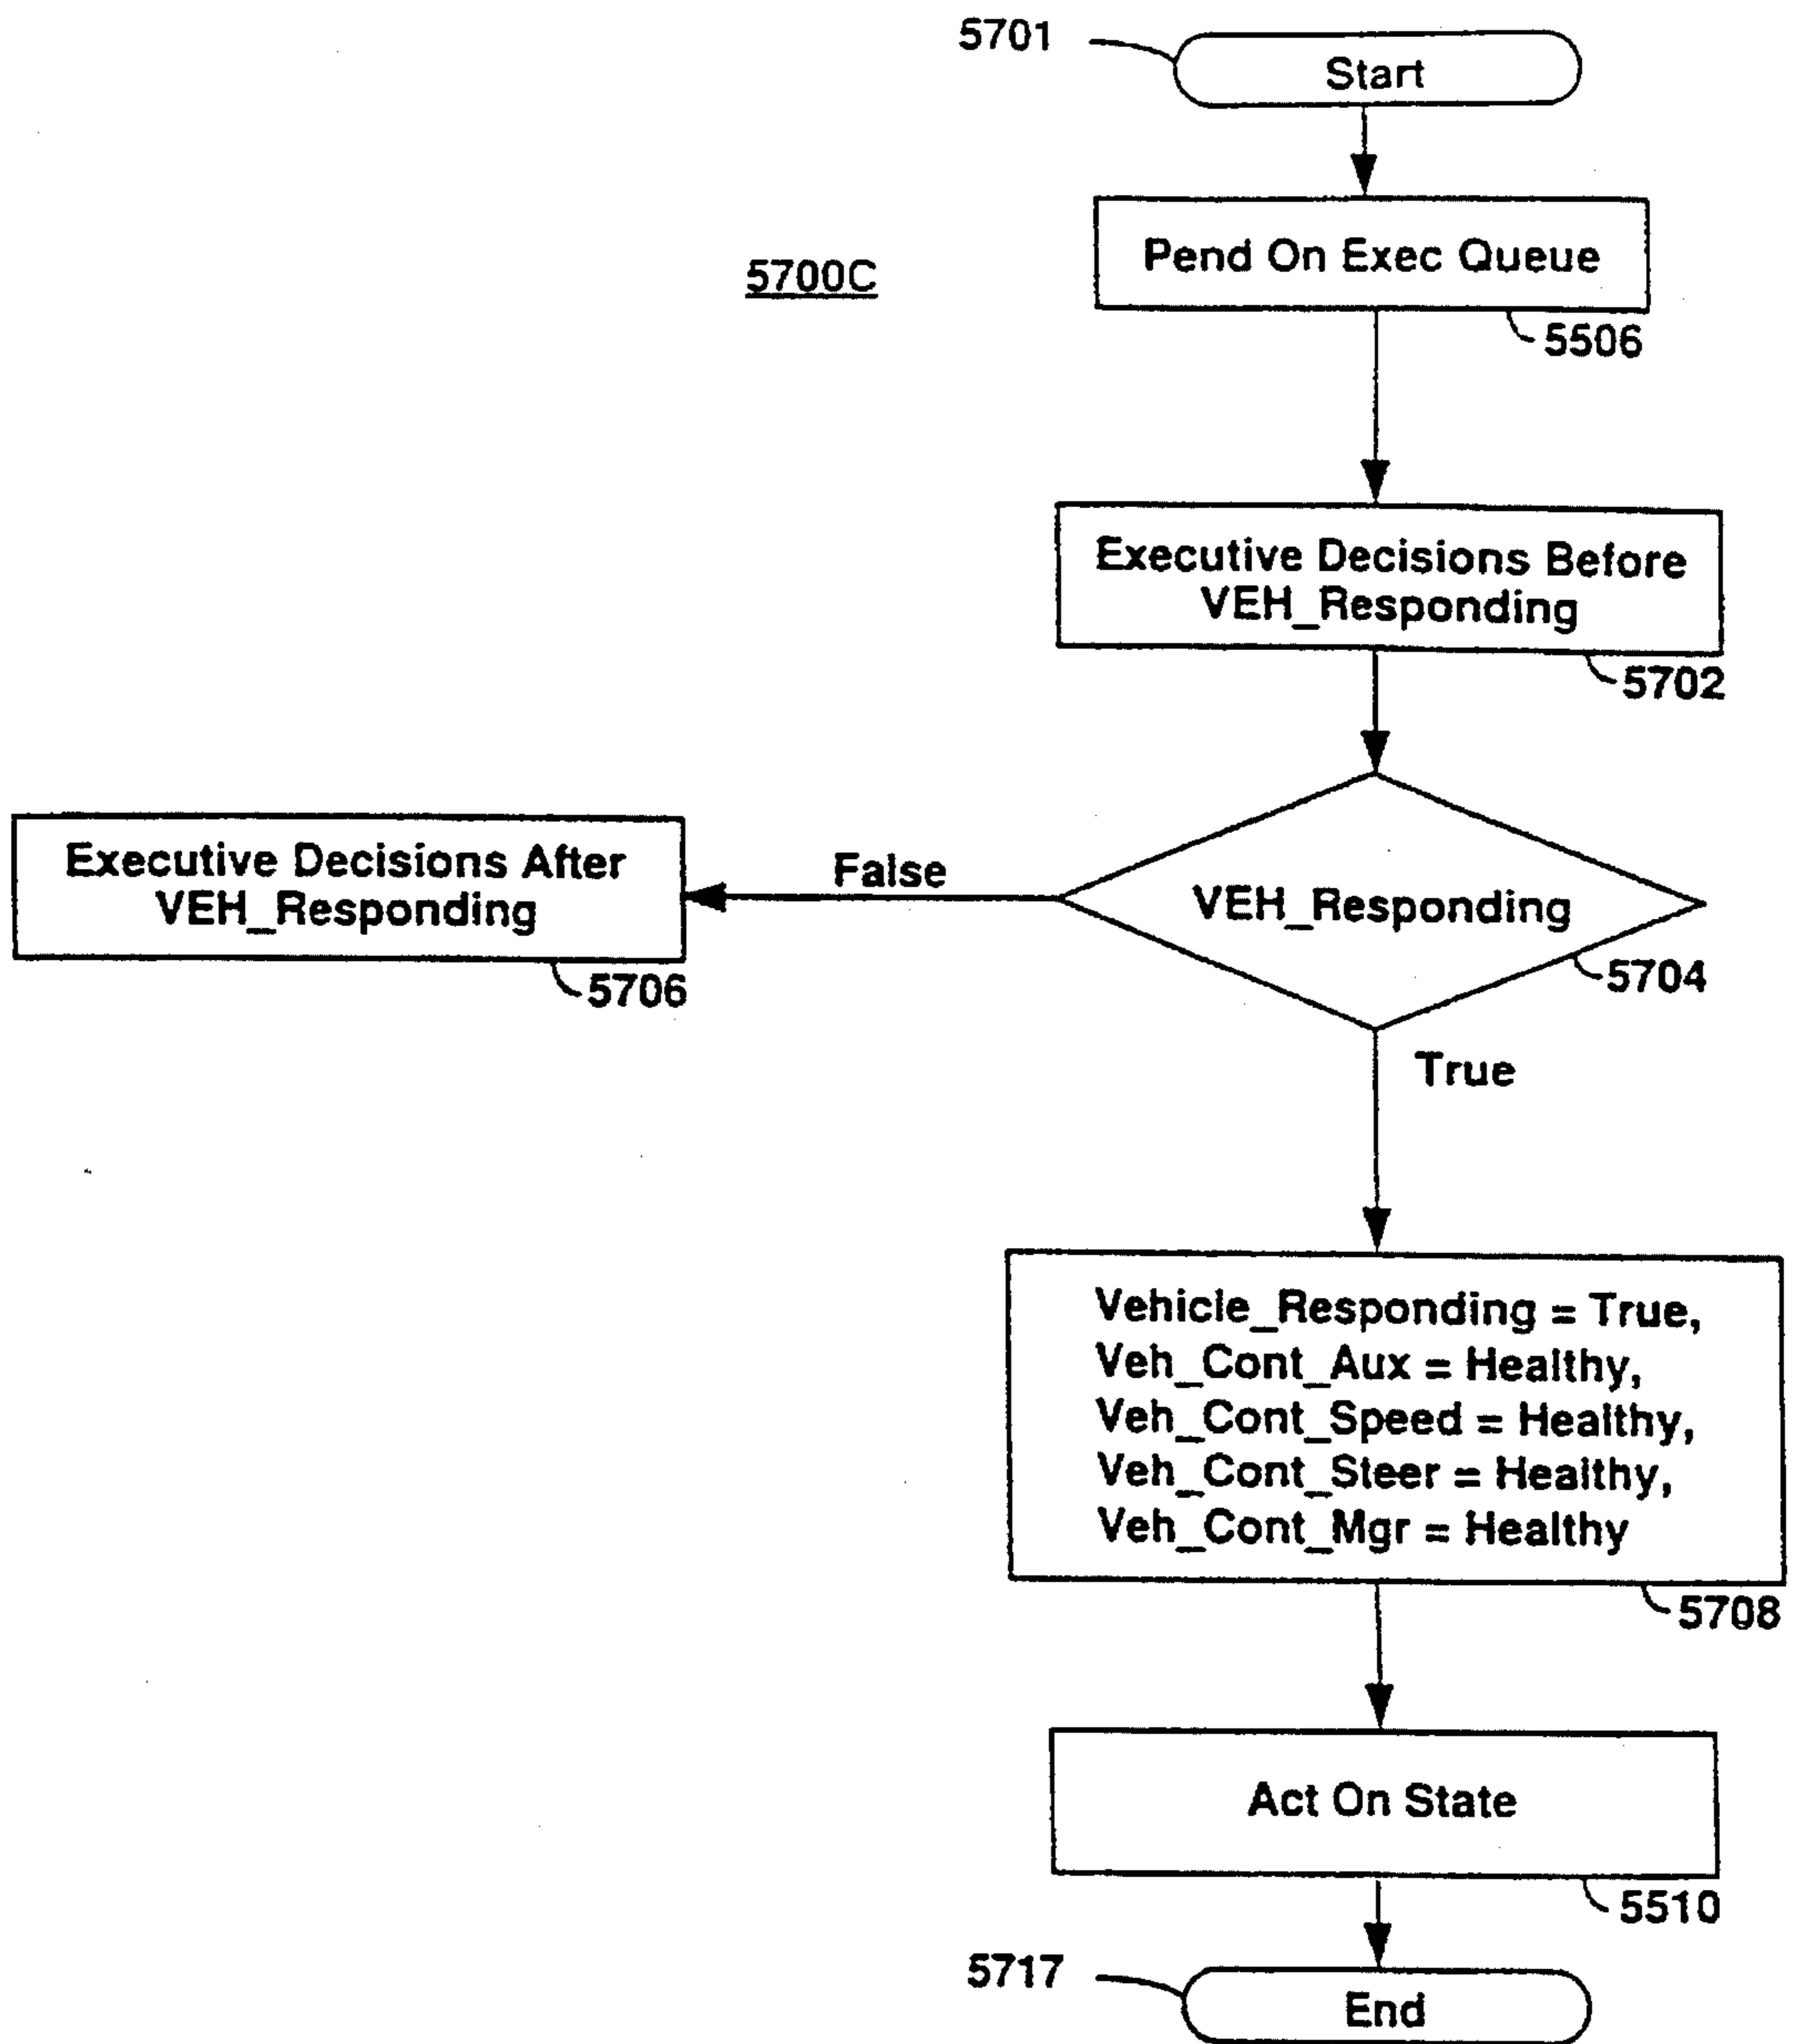 5701
Start
Pend On Exec Queue
5700C
5506
Executive Decisions Before
VEH_Responding
5702
Executive Decisions After
VEH_Responding
False
VEH_Responding
5706
5704
True
Vehicle_Responding = True,
Veh_Cont_Aux = Healthy,
Veh_Cont_Speed = Healthy,
Veh_Cont_Steer = Healthy,
Veh_Cont_Mgr = Healthy
5708
Act On State
5510
5717
End